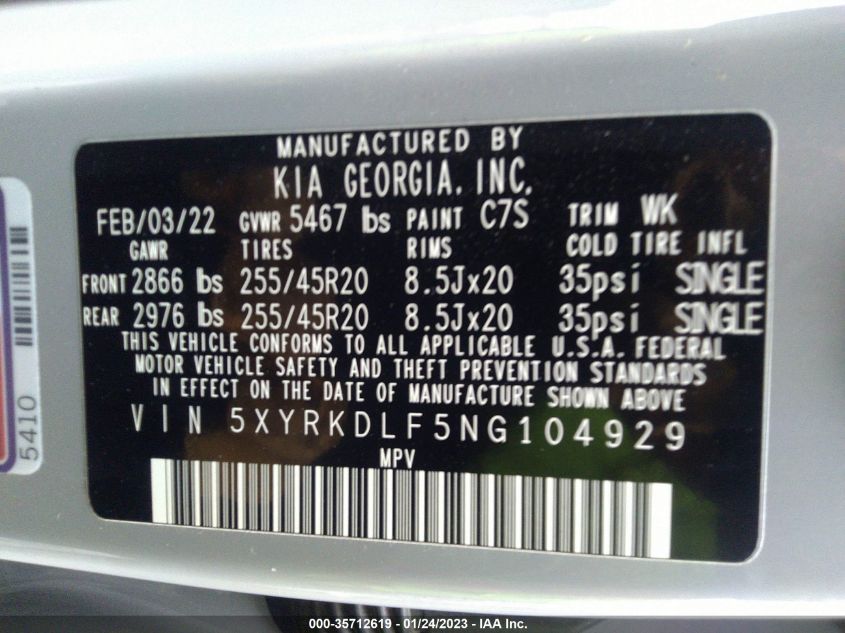 MANUFACTURED BY
KIA GEORGIA, INC.
FEB/03/22 GVWR 5467 lbs PAINT C7S TRIM WK
GAWR TIRES RIMS COLD TIRE INFL
FRONT 2866 lbs 255/45R20 8.5Jx20 35psi SINGLE
REAR 2976 lbs 255/45R20 8.5Jx20 35psi SINGLE
THIS VEHICLE CONFORMS TO ALL APPLICABLE U.S.A. FEDERAL
MOTOR VEHICLE SAFETY AND THEFT PREVENTION STANDARDS
IN EFFECT ON THE DATE OF MANUFACTURE SHOWN ABOVE
VIN 5XYRKDLF5NG104929
MPV
5410
000-35712619 - 01/24/2023 - IAA Inc.